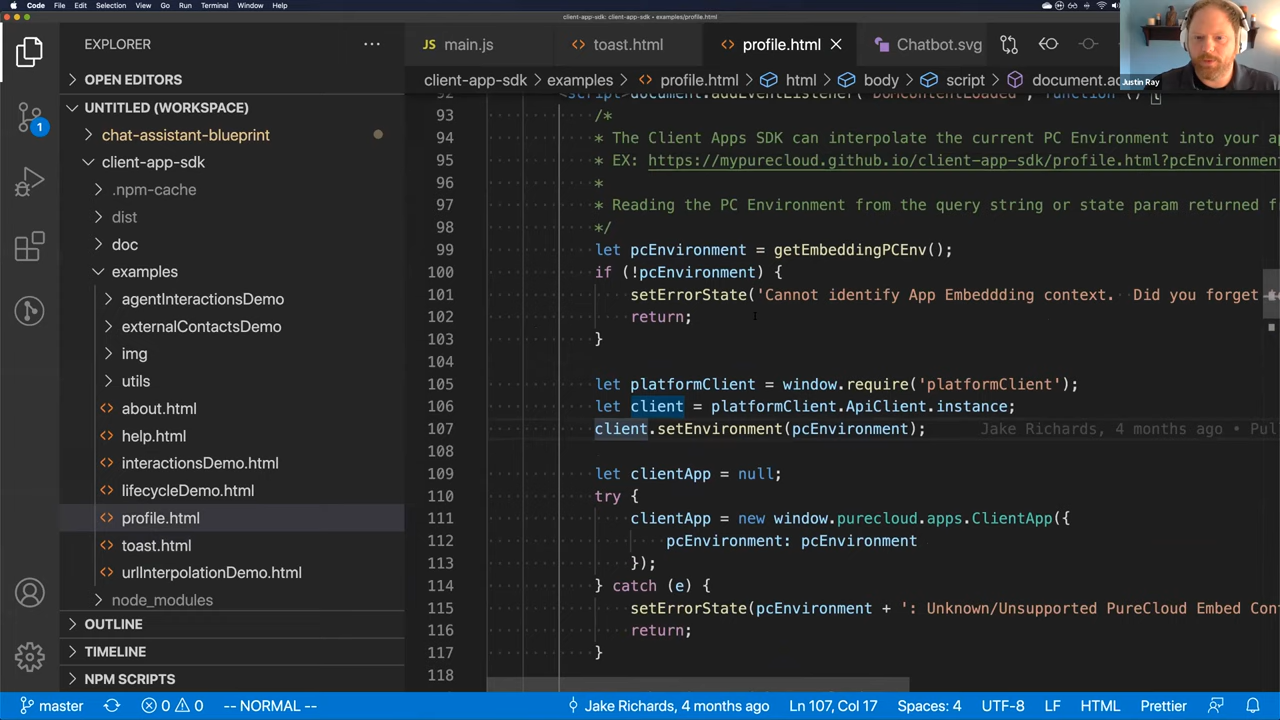 Code File Edit Selection View Go Run Terminal Window Help
client-app-sdk: client-app-sdk • examples/profile.html
EXPLORER
main.js toast.html profile.html Chatbot.svg
Justin Ray
OPEN EDITORS
client-app-sdk > examples > profile.html > html > body > script > document.ad
UNTITLED (WORKSPACE)
chat-assistant-blueprint
client-app-sdk
.npm-cache
dist
doc
examples
agentInteractionsDemo
externalContactsDemo
img
utils
about.html
help.html
interactionsDemo.html
lifecycleDemo.html
profile.html
toast.html
urlInterpolationDemo.html
node_modules
OUTLINE
TIMELINE
NPM SCRIPTS
1
92 <script>document.addEventListener('DOMContentLoaded', function () {
93 /*
94 * The Client Apps SDK can interpolate the current PC Environment into your a
95 * EX: https://mypurecloud.github.io/client-app-sdk/profile.html?pcEnvironment
96 *
97 * Reading the PC Environment from the query string or state param returned f
98 */
99 let pcEnvironment = getEmbeddingPCEnv();
100 if (!pcEnvironment) {
101 setErrorState('Cannot identify App Embeddding context. Did you forget
102 return;
103 }
104
105 let platformClient = window.require('platformClient');
106 let client = platformClient.ApiClient.instance;
107 client.setEnvironment(pcEnvironment); Jake Richards, 4 months ago • Pul
108
109 let clientApp = null;
110 try {
111 clientApp = new window.purecloud.apps.ClientApp({
112 pcEnvironment: pcEnvironment
113 });
114 } catch (e) {
115 setErrorState(pcEnvironment + ': Unknown/Unsupported PureCloud Embed Con
116 return;
117 }
118
master 0 0 -- NORMAL -- Jake Richards, 4 months ago Ln 107, Col 17 Spaces: 4 UTF-8 LF HTML Prettier